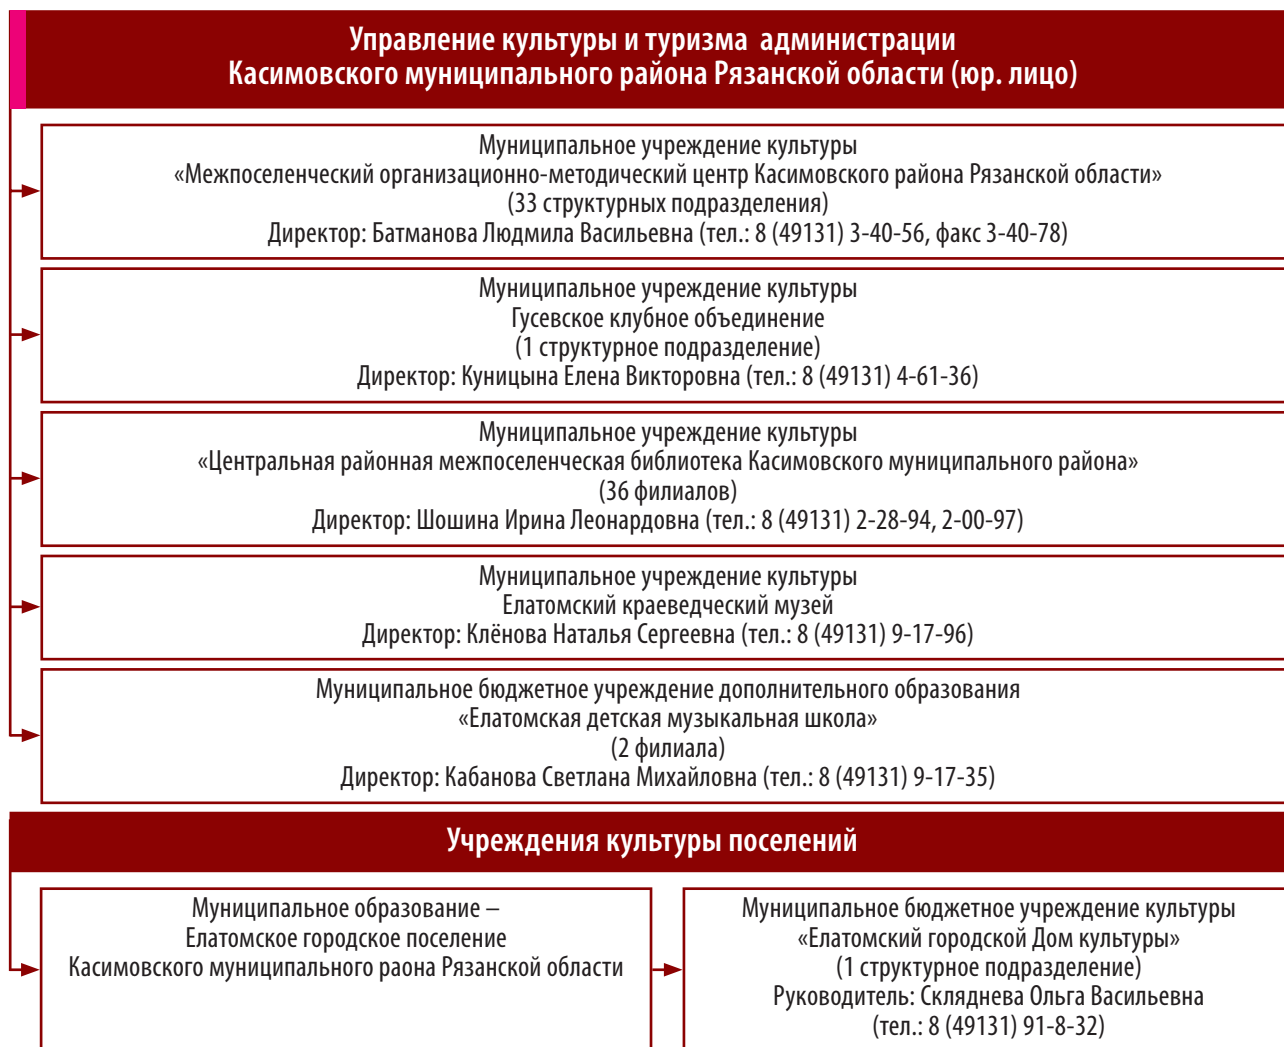 Управление культуры и туризма администрации
Касимовского муниципального района Рязанской области (юр. лицо)
Муниципальное учреждение культуры
«Межпоселенческий организационно-методический центр Касимовского района Рязанской области»
(33 структурных подразделения)
Директор: Батманова Людмила Васильевна (тел.: 8 (49131) 3-40-56, факс 3-40-78)
Муниципальное учреждение культуры
Гусевское клубное объединение
(1 структурное подразделение)
Директор: Куницына Елена Викторовна (тел.: 8 (49131) 4-61-36)
Муниципальное учреждение культуры
«Центральная районная межпоселенческая библиотека Касимовского муниципального района»
(36 филиалов)
Директор: Шошина Ирина Леонардовна (тел.: 8 (49131) 2-28-94, 2-00-97)
Муниципальное учреждение культуры
Елатомский краеведческий музей
Директор: Клёнова Наталья Сергеевна (тел.: 8 (49131) 9-17-96)
Муниципальное бюджетное учреждение дополнительного образования
«Елатомская детская музыкальная школа»
(2 филиала)
Директор: Кабанова Светлана Михайловна (тел.: 8 (49131) 9-17-35)
Учреждения культуры поселений
Муниципальное образование –
Елатомское городское поселение
Касимовского муниципального раона Рязанской области
Муниципальное бюджетное учреждение культуры
«Елатомский городской Дом культуры»
(1 структурное подразделение)
Руководитель: Скляднева Ольга Васильевна
(тел.: 8 (49131) 91-8-32)